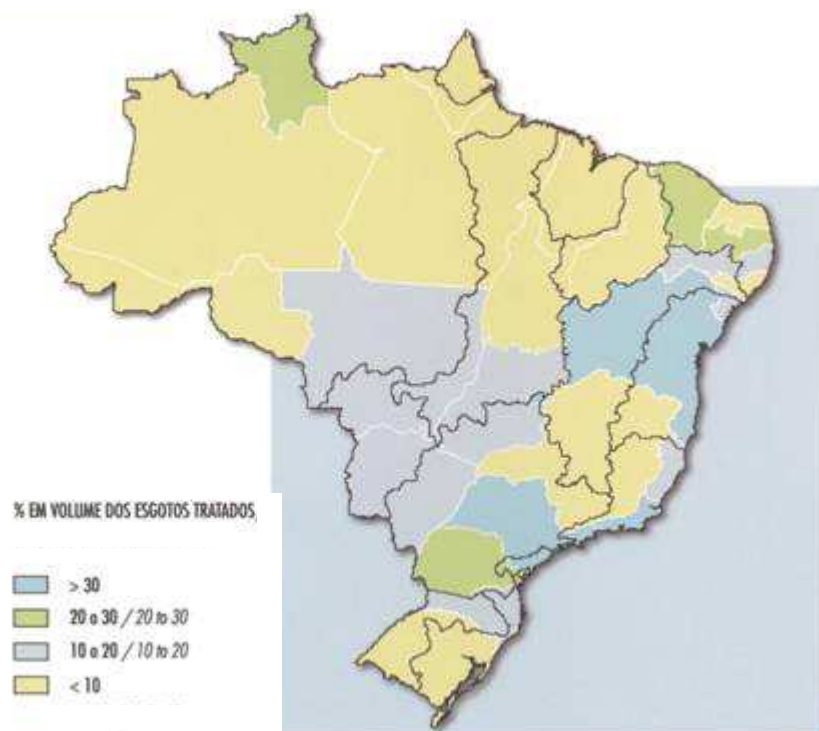 % EM VOLUME DOS ESGOTOS TRATADOS
> 30
20 a 30 / 20 to 30
10 a 20 / 10 to 20
< 10